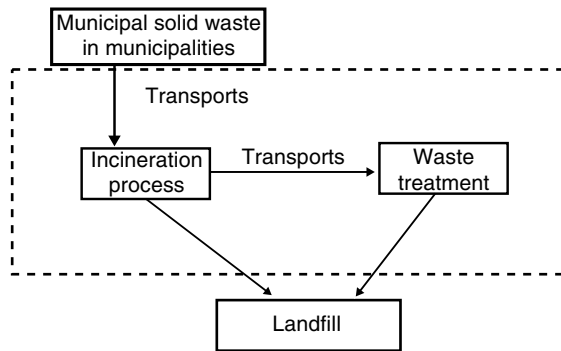 Municipal solid waste
in municipalities
Transports
Incineration
process
Transports
Waste
treatment
Landfill